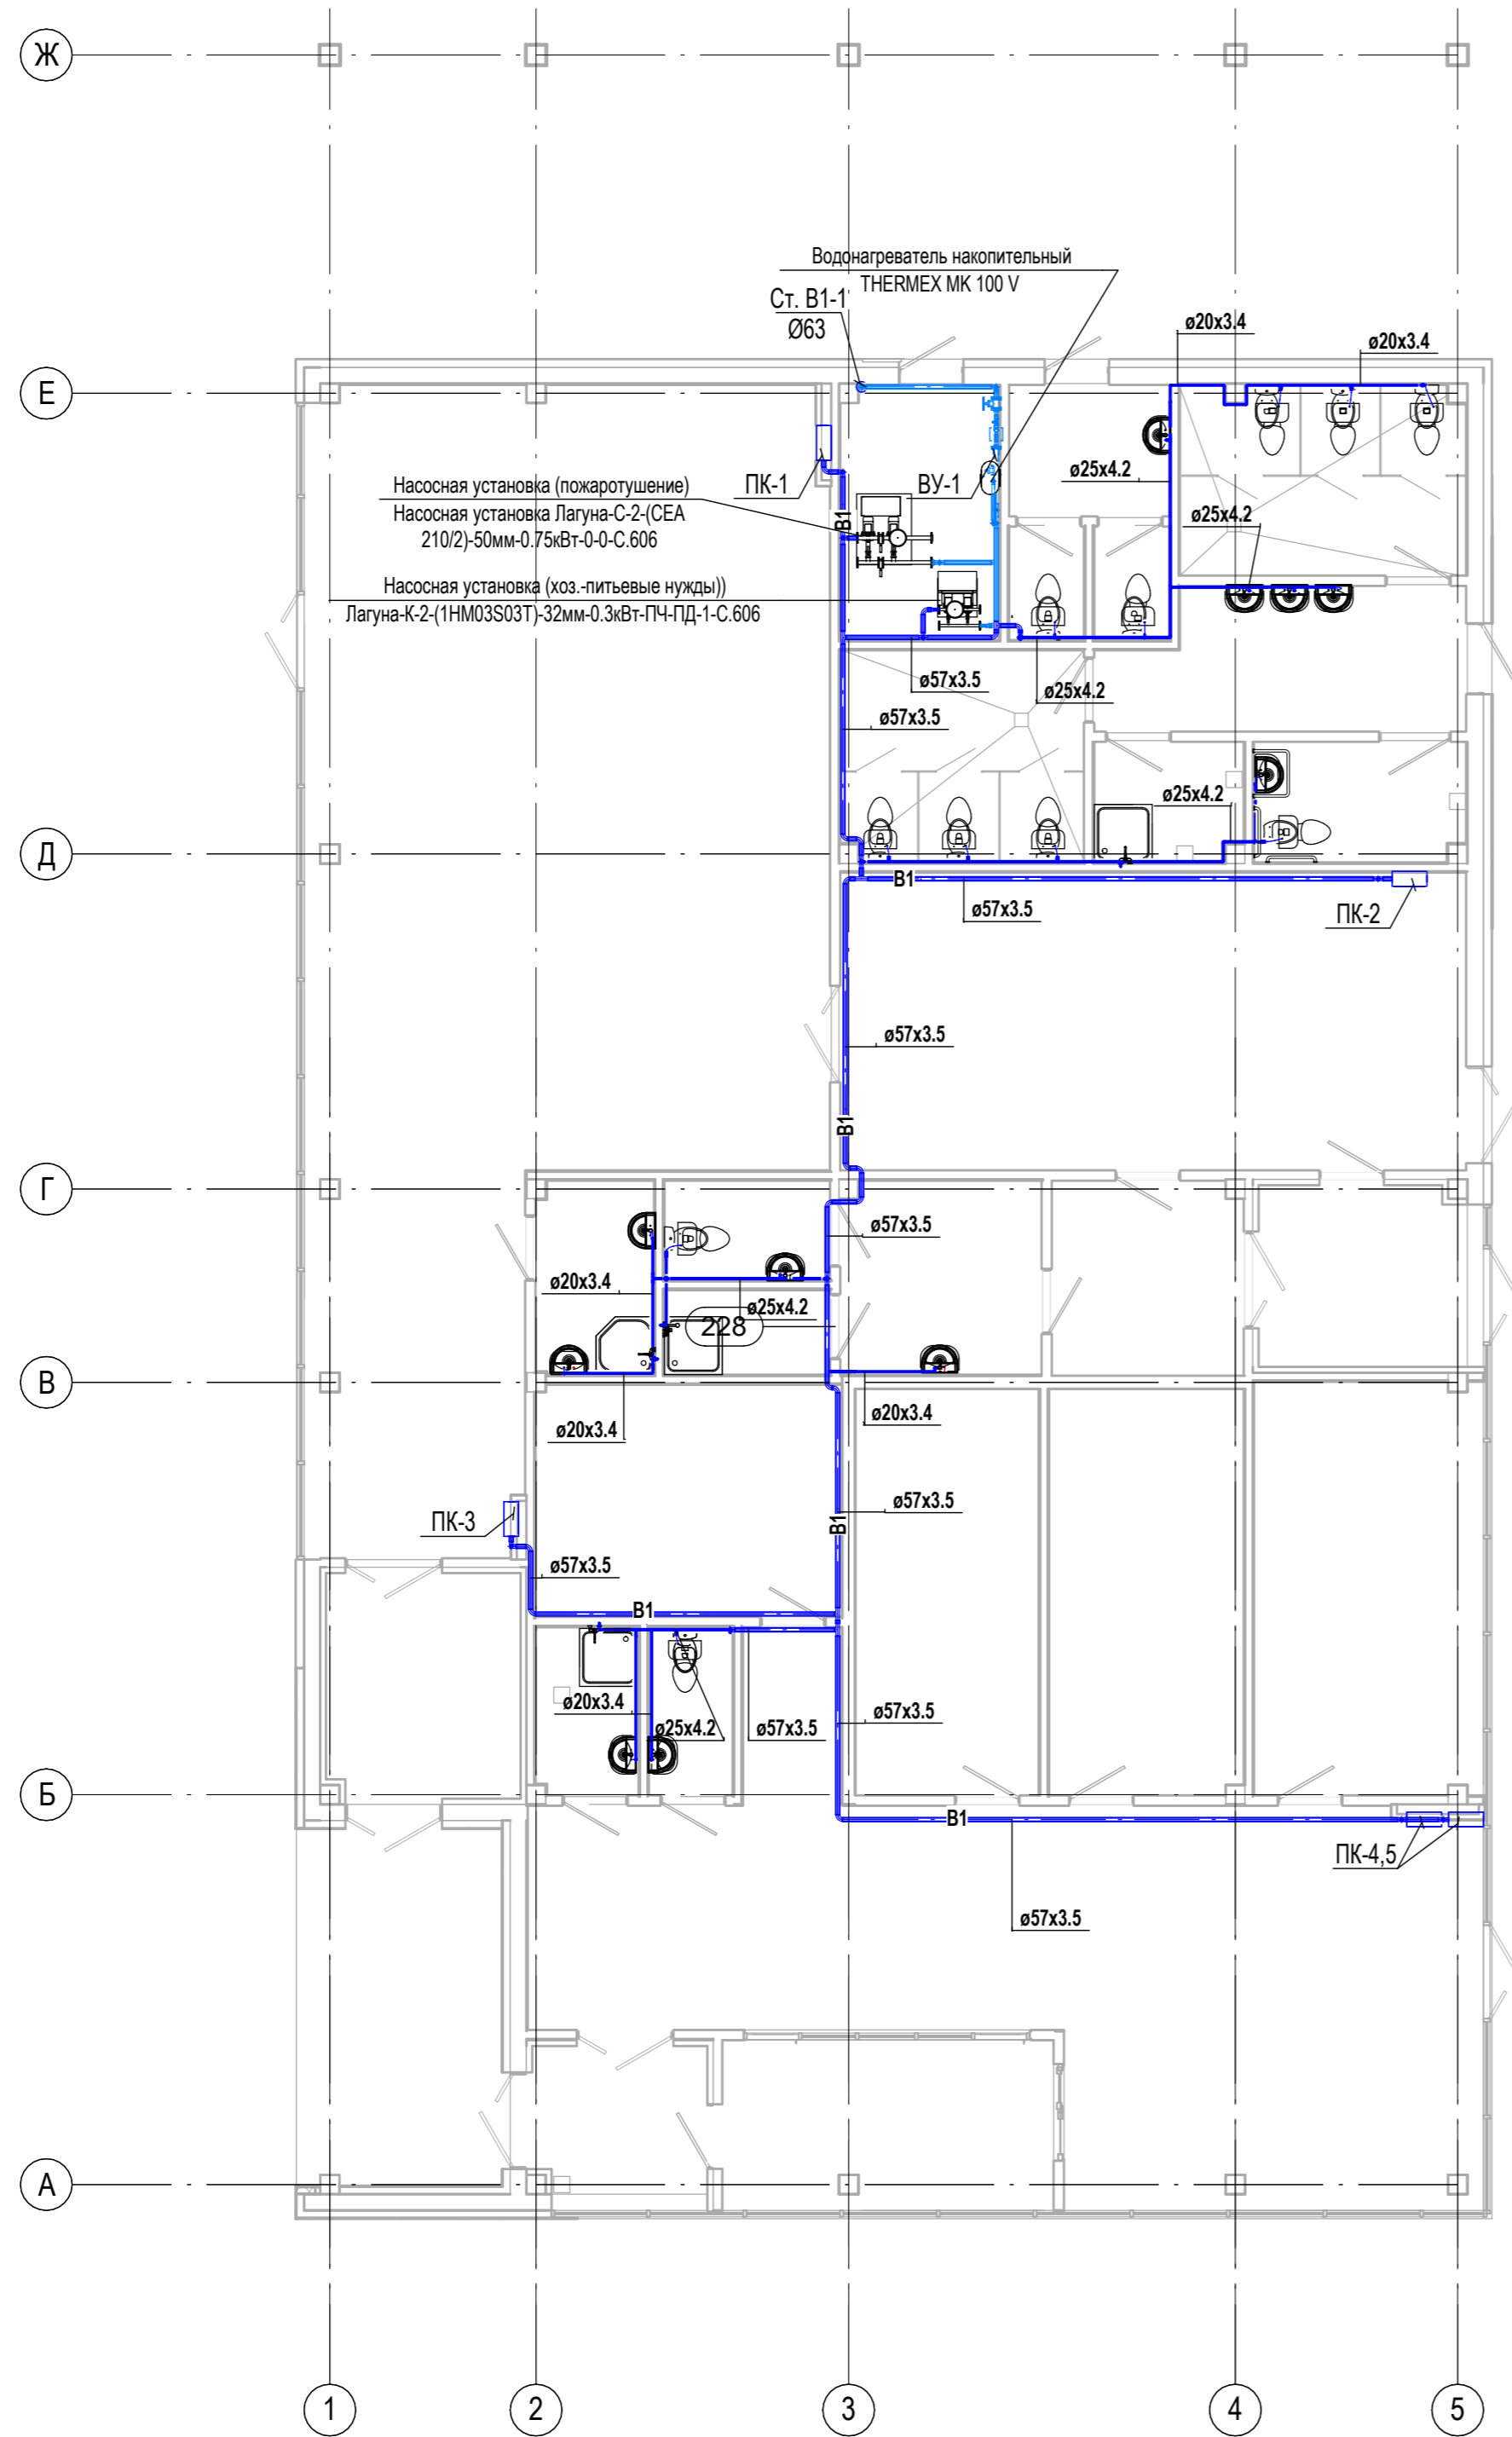 Ж
Водонагреватель накопительный
THERMEX MK 100 V
Ст. В1-1
Ø63
ø20x3.4
ø20x3.4
Е
ПК-1
ВУ-1
ø25x4.2
Насосная установка (пожаротушение)
Насосная установка Лагуна-С-2-(СЕА
210/2)-50мм-0.75кВт-0-0-С.606
В1
ø25x4.2
Насосная установка (хоз.-питьевые нужды))
Лагуна-К-2-(1HM03S03T)-32мм-0.3кВт-ПЧ-ПД-1-С.606
ø57x3.5
ø25x4.2
ø57x3.5
ø25x4.2
Д
В1
ø57x3.5
ПК-2
ø57x3.5
В1
Г
ø57x3.5
ø20x3.4
ø25x4.2
228
В
ø20x3.4
ø20x3.4
ПК-3
ø57x3.5
В1
ø57x3.5
В1
ø20x3.4
ø25x4.2
ø57x3.5
ø57x3.5
Б
В1
ПК-4,5
ø57x3.5
А
1
2
3
4
5